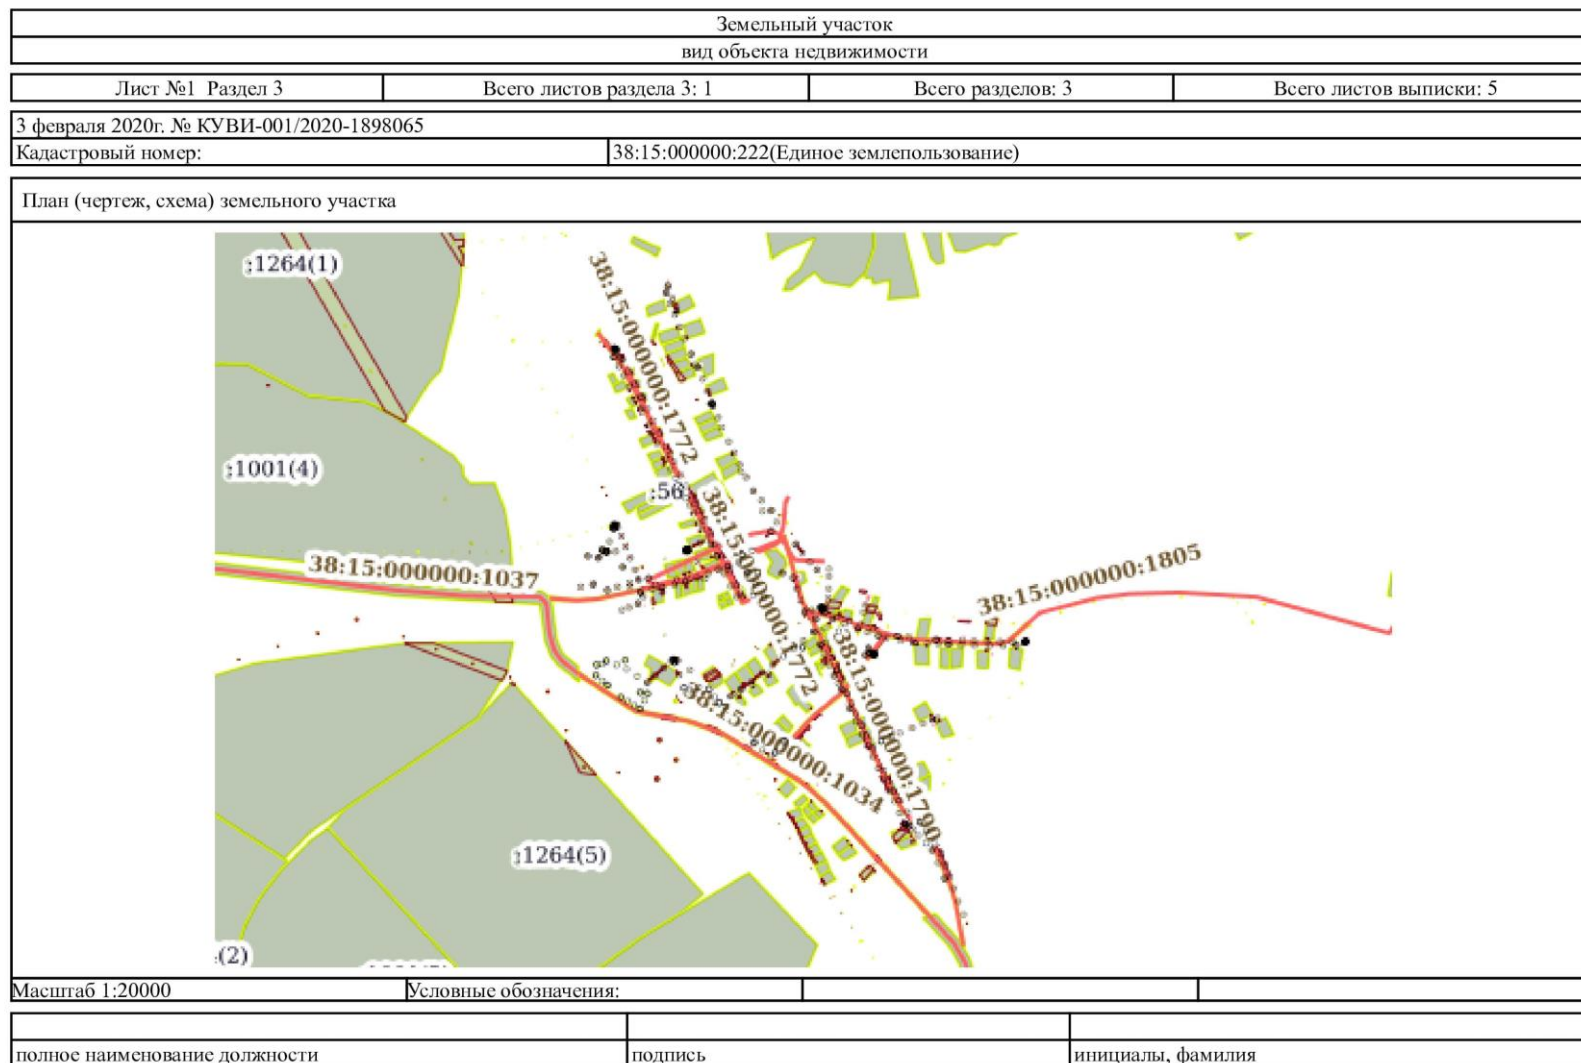 Земельный участок
вид объекта недвижимости
Лист №1 Раздел 3 Всего листов раздела 3: 1 Всего разделов: 3 Всего листов выписки: 5
3 февраля 2020г. № КУВИ-001/2020-1898065
Кадастровый номер: 38:15:000000:222(Единое землепользование)
План (чертеж, схема) земельного участка
:1264(1)
38:15:000000:1772
:1001(4)
:56
38:15:000000:1772
38:15:000000:1037
38:15:000000:1805
38:15:000000:1790
38:15:000000:1034
:1264(5)
(2)
Масштаб 1:20000 Условные обозначения:
полное наименование должности подпись инициалы, фамилия